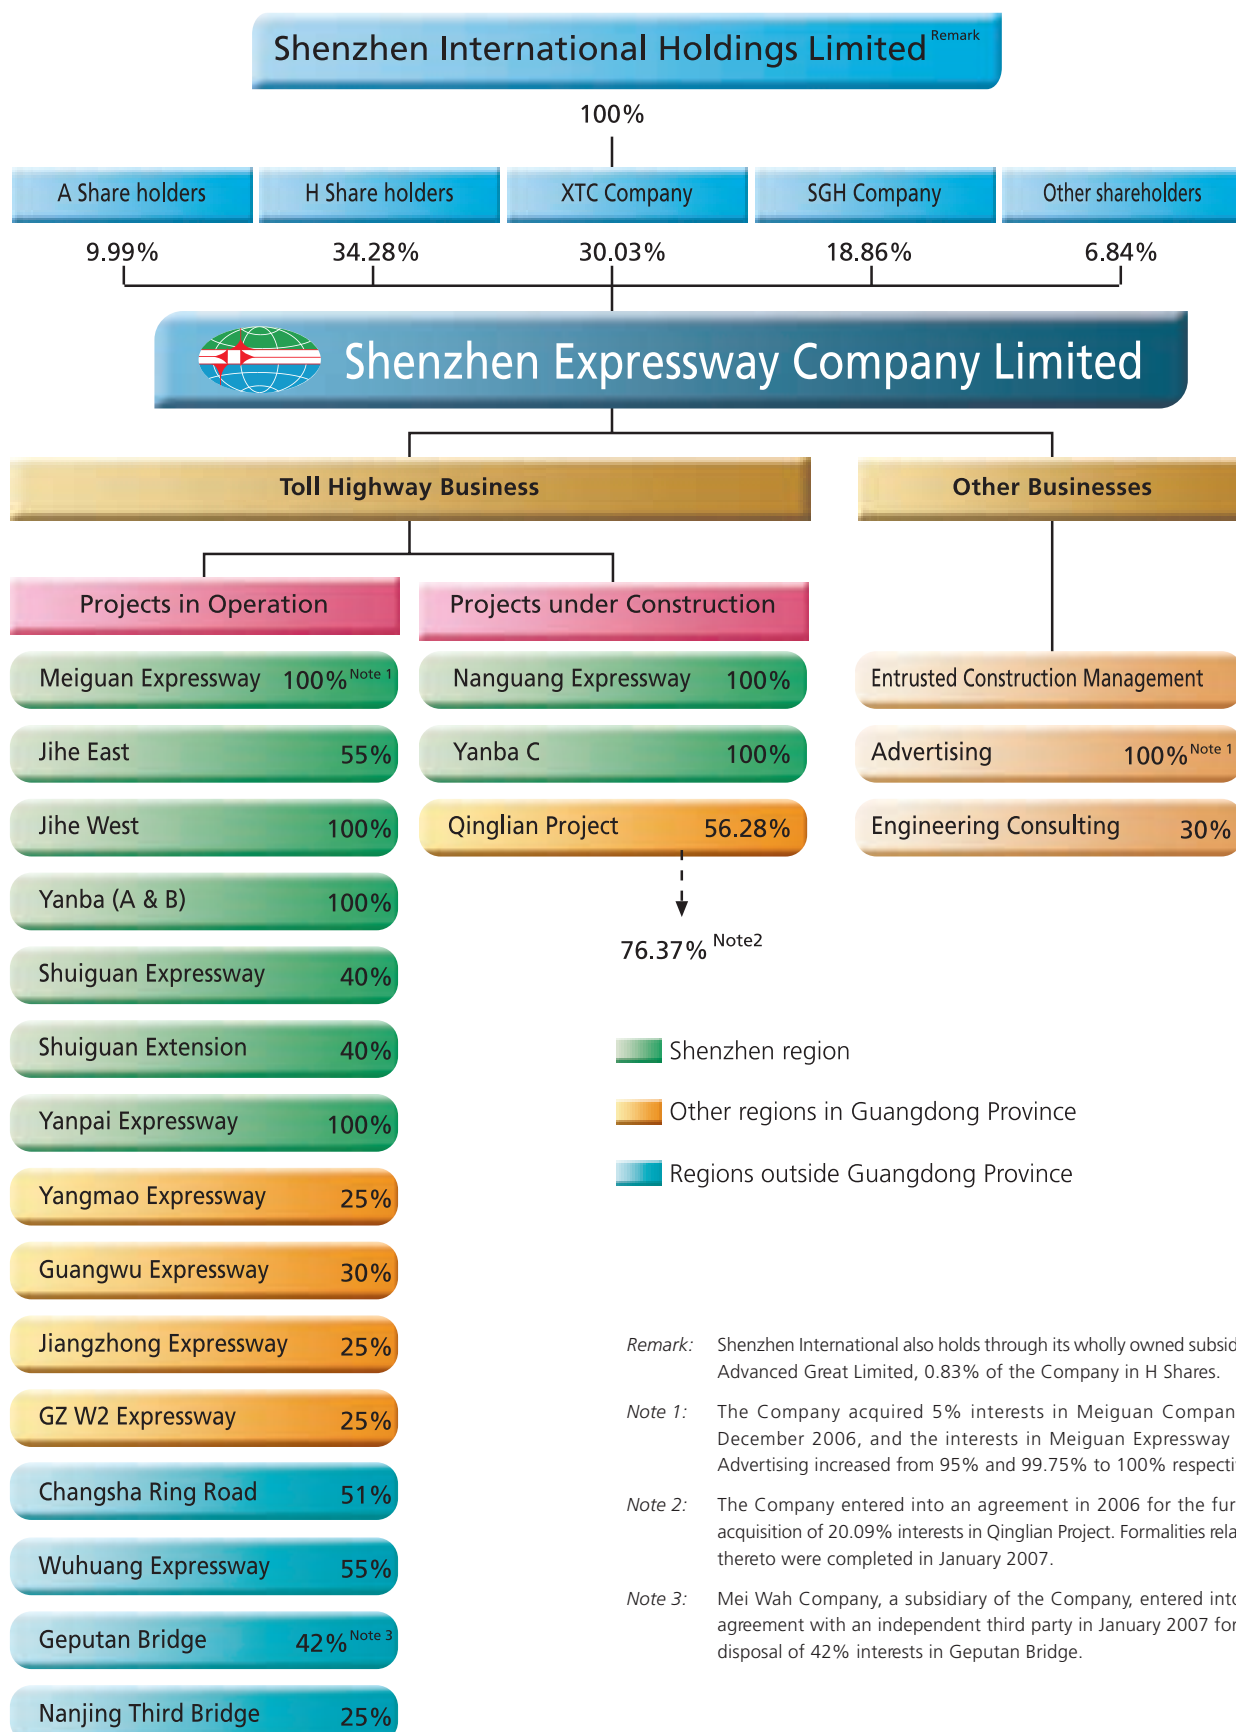 Shenzhen International Holdings Limited Remark
100%
A Share holders
H Share holders
XTC Company
SGH Company
Other shareholders
9.99%
34.28%
30.03%
18.86%
6.84%
Shenzhen Expressway Company Limited
Toll Highway Business
Other Businesses
Projects in Operation
Projects under Construction
Meiguan Expressway 100% Note 1
Jihe East 55%
Jihe West 100%
Yanba (A & B) 100%
Shuiguan Expressway 40%
Shuiguan Extension 40%
Yanpai Expressway 100%
Yangmao Expressway 25%
Guangwu Expressway 30%
Jiangzhong Expressway 25%
GZ W2 Expressway 25%
Changsha Ring Road 51%
Wuhuang Expressway 55%
Geputan Bridge 42% Note 3
Nanjing Third Bridge 25%
Nanguang Expressway 100%
Yanba C 100%
Qinglian Project 56.28%
76.37% Note2
Entrusted Construction Management
Advertising 100% Note 1
Engineering Consulting 30%
Shenzhen region
Other regions in Guangdong Province
Regions outside Guangdong Province
Remark: Shenzhen International also holds through its wholly owned
Advanced Great Limited, 0.83% of the Company in H Shares.
Note 1: The Company acquired 5% interests in Meiguan
December 2006, and the interests in Meiguan Expressway
Advertising increased from 95% and 99.75% to 100%
Note 2: The Company entered into an agreement in 2006 for the
acquisition of 20.09% interests in Qinglian Project. Formalities
thereto were completed in January 2007.
Note 3: Mei Wah Company, a subsidiary of the Company, entered into
agreement with an independent third party in January 2007 for
disposal of 42% interests in Geputan Bridge.